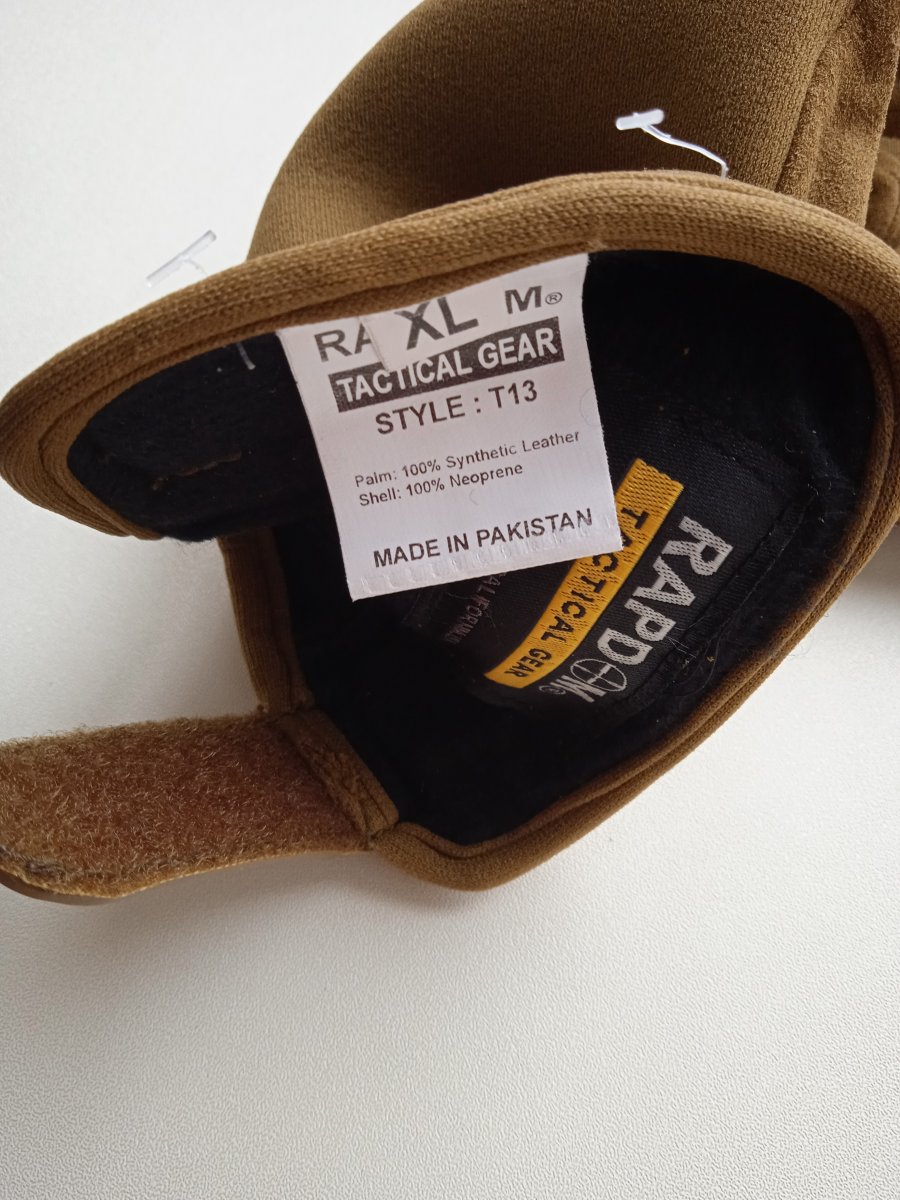 RA XL M®
TACTICAL GEAR
STYLE : T13
Palm: 100% Synthetic Leather
Shell: 100% Neoprene
MADE IN PAKISTAN
RAPDOM®
TACTICAL GEAR